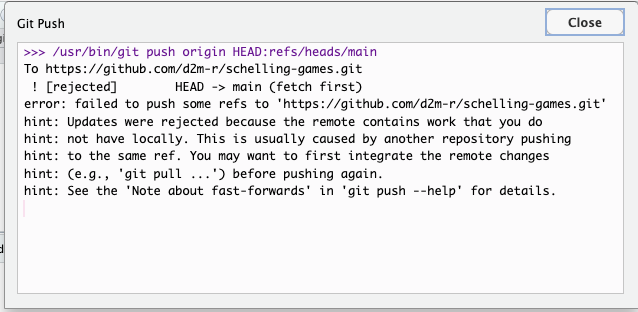 Git Push
Close
>>> /usr/bin/git push origin HEAD:refs/heads/main
To https://github.com/d2m-r/schelling-games.git
 ! [rejected]        HEAD -> main (fetch first)
error: failed to push some refs to 'https://github.com/d2m-r/schelling-games.git'
hint: Updates were rejected because the remote contains work that you do
hint: not have locally. This is usually caused by another repository pushing
hint: to the same ref. You may want to first integrate the remote changes
hint: (e.g., 'git pull ...') before pushing again.
hint: See the 'Note about fast-forwards' in 'git push --help' for details.